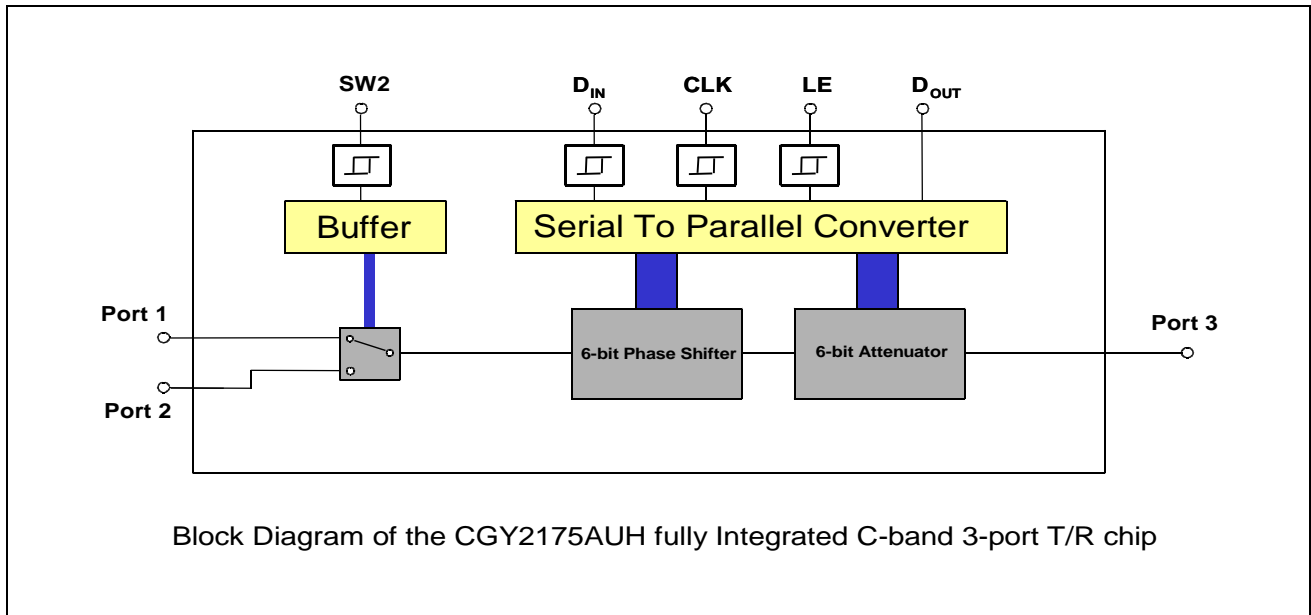 SW2 D_IN CLK LE D_OUT
Buffer Serial To Parallel Converter
Port 1
Port 3
6-bit Phase Shifter 6-bit Attenuator
Port 2
Block Diagram of the CGY2175AUH fully Integrated C-band 3-port T/R chip